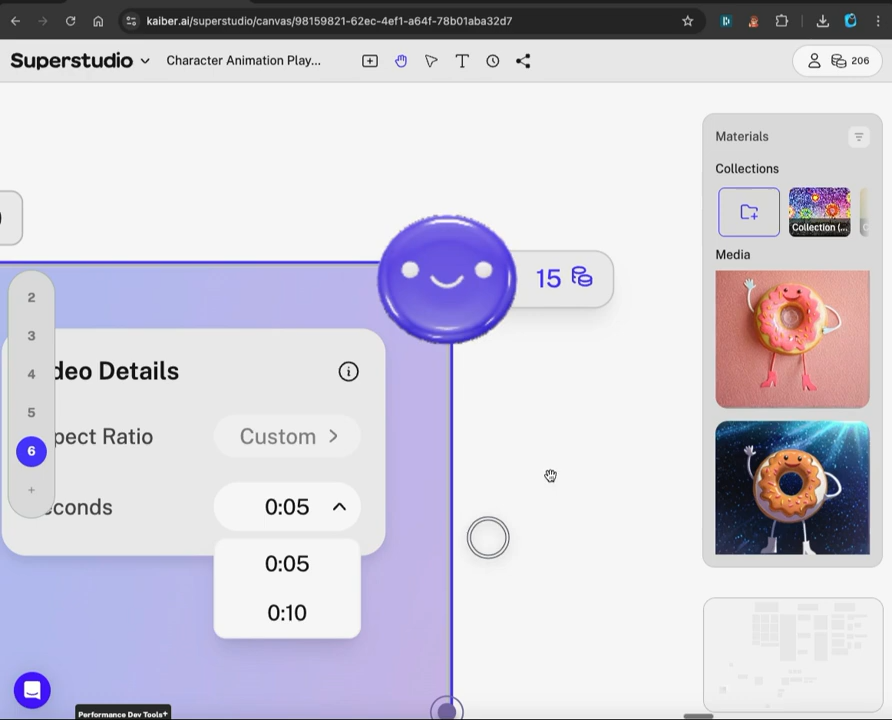 kaiber.ai/superstudio/canvas/98159821-62ec-4ef1-a64f-78b01aba32d7
Superstudio
Character Animation Play...
T
206
Materials
Collections
Collection (...
Media
15
2
3
4
5
6
+
deo Details
pect Ratio
Custom
conds
0:05
0:05
0:10
Performance Dev Tools+